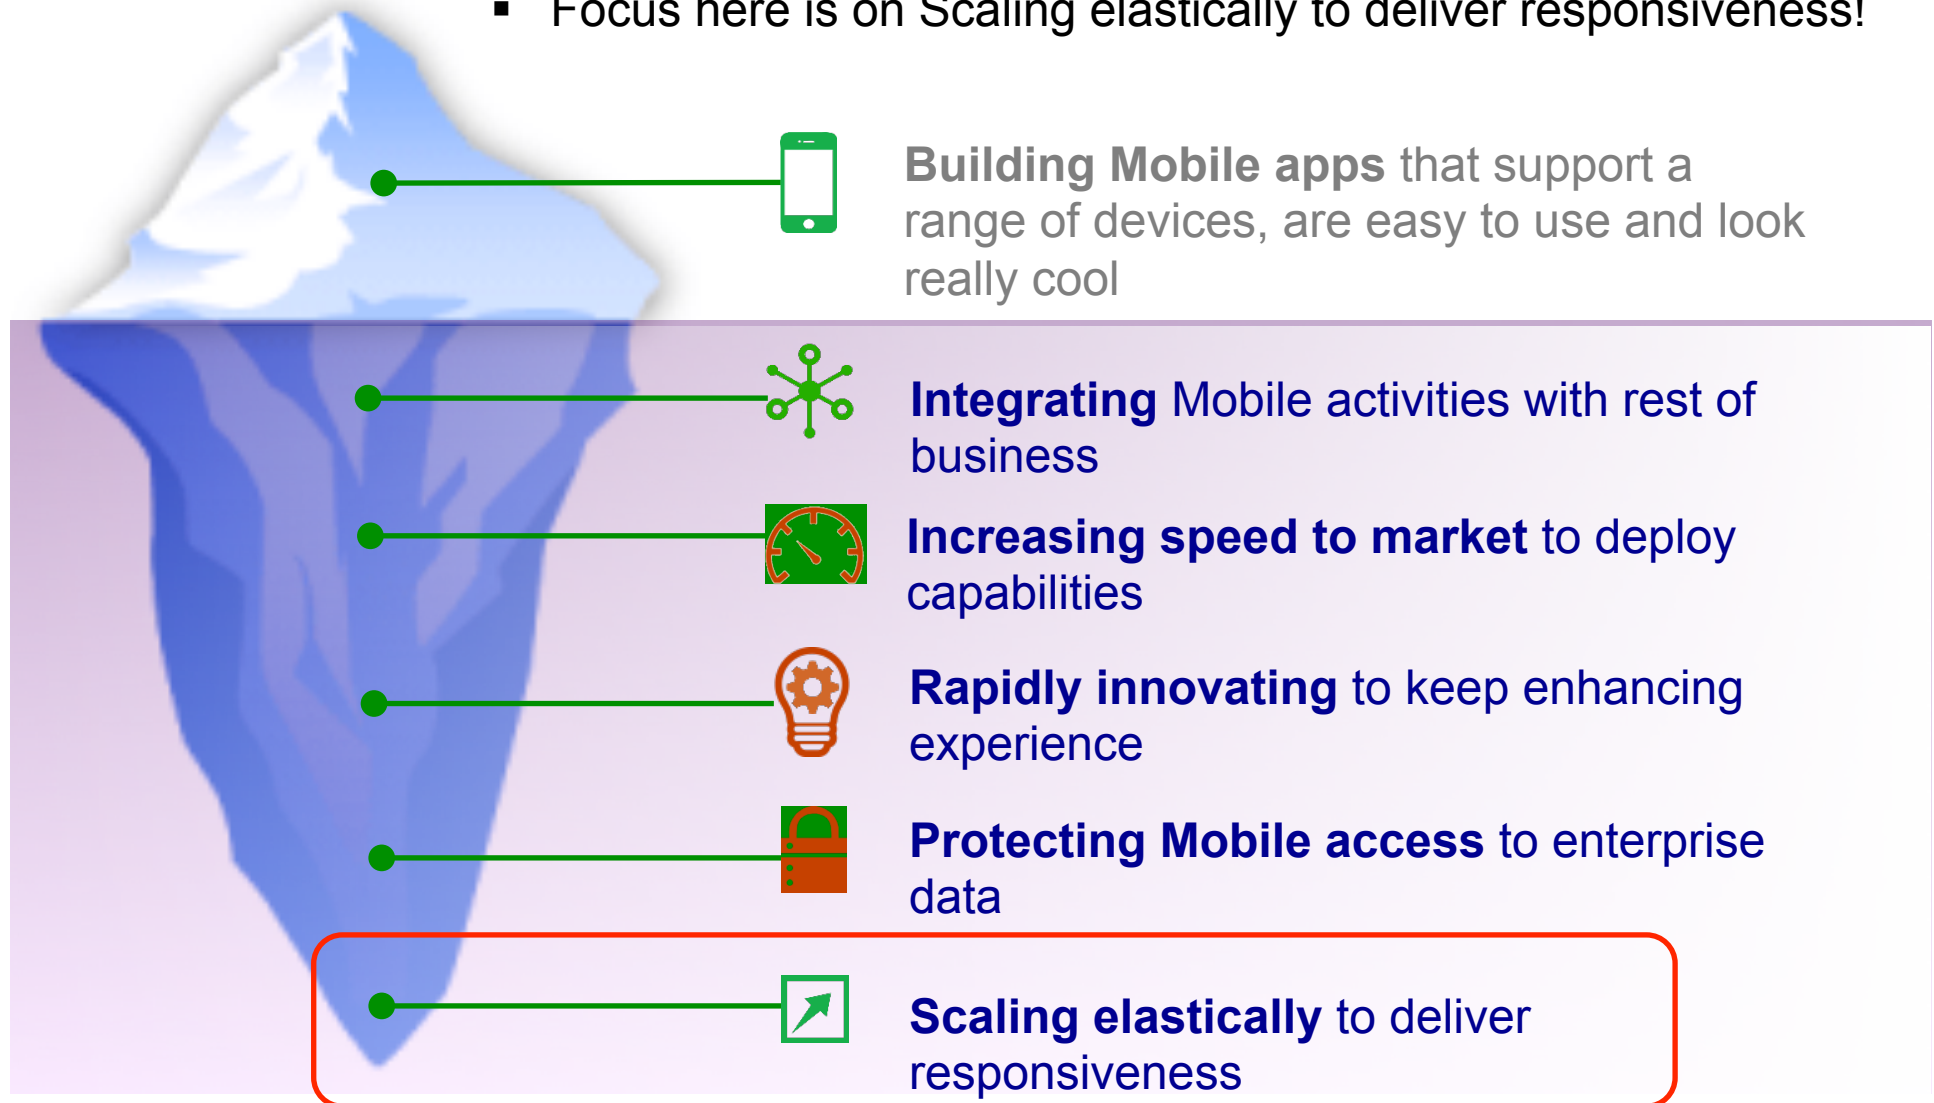 ▪ Focus here is on Scaling elastically to deliver responsiveness!
Building Mobile apps that support a
range of devices, are easy to use and look
really cool
Integrating Mobile activities with rest of
business
Increasing speed to market to deploy
capabilities
Rapidly innovating to keep enhancing
experience
Protecting Mobile access to enterprise
data
Scaling elastically to deliver
responsiveness